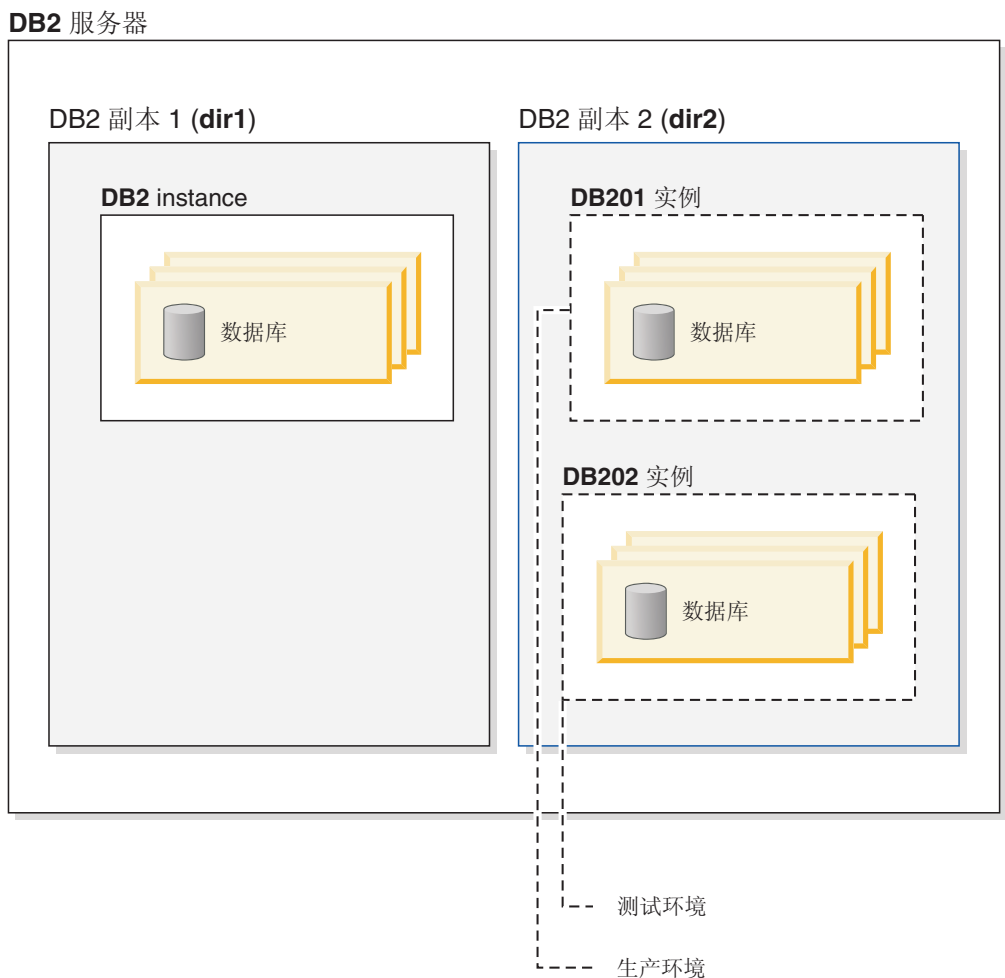 DB2 服务器
DB2 副本 1 (dir1)
DB2 副本 2 (dir2)
DB2 instance
DB201 实例
数据库
数据库
DB202 实例
数据库
测试环境
生产环境